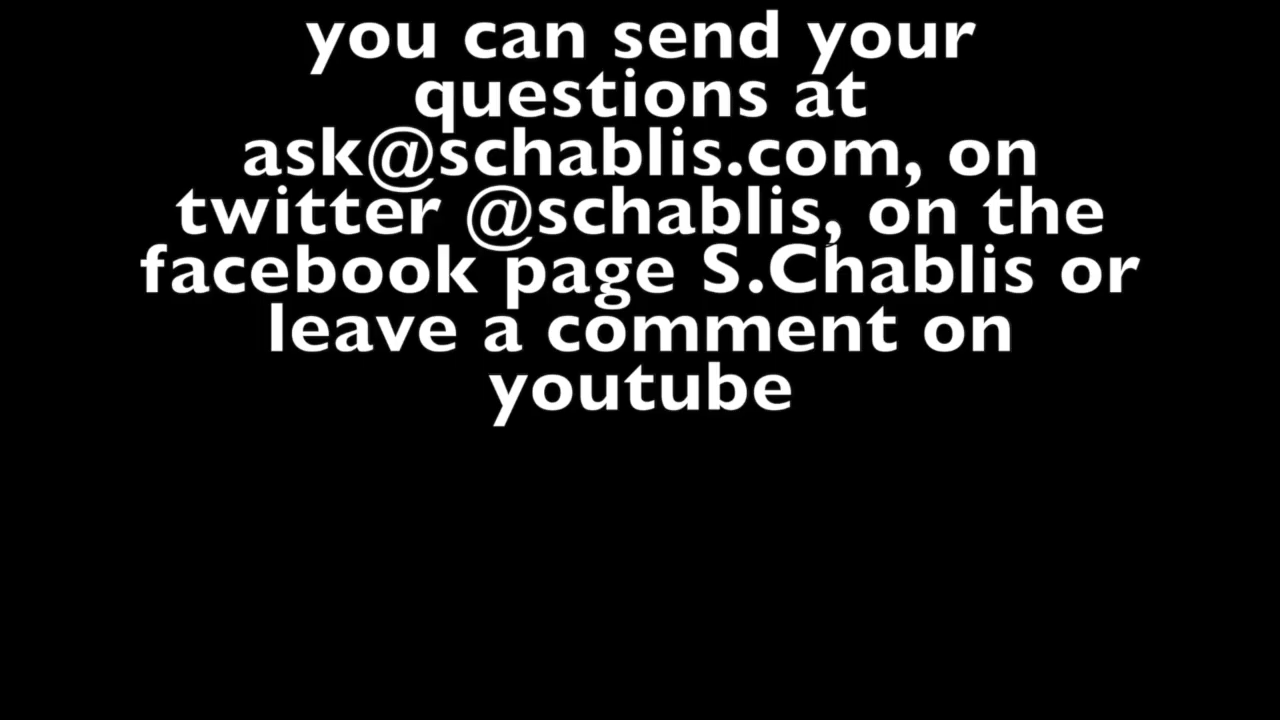 you can send your
questions at
ask@schablis.com, on
twitter @schablis, on the
facebook page S.Chablis or
leave a comment on
youtube